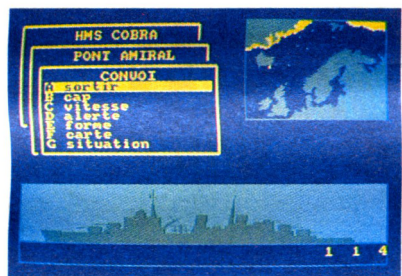 HMS COBRA
PONT AMIRAL
CONVOI
A sortir
B cap
C vitesse
D alerte
E forme
F carte
G situation
1 1 4